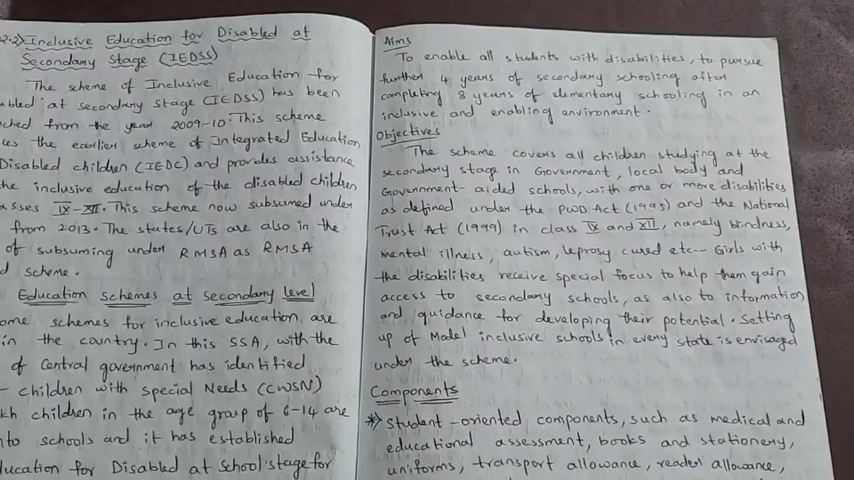 2.2) Inclusive Education for Disabled at
Secondary Stage (IEDSS)
The scheme of Inclusive Education for
bled at secondary stage (IEDSS) has been
ched from the year 2009-10. This scheme
ces the earlier scheme of Integrated Education
Disabled children (IEDC) and provides assistance
he inclusive education of the disabled children
asses IX-XII. This scheme now subsumed under
from 2013. The states/UTs are also in the
of subsuming under RMSA as RMSA
d scheme.
Education schemes at secondary level
ome schemes for inclusive education are
in the country. In this SSA, with the
of Central government has identified
- children with special Needs (CWSN)
ch children in the age group of 6-14 are
nto schools and it has established
ducation for Disabled at school stage for
Aims
To enable all students with disabilities, to pursue
further 4 years of secondary schooling after
completing 8 years of elementary schooling in an
inclusive and enabling environment.
Objectives
The scheme covers all children studying at the
secondary stage in Government, local body and
Government-aided schools, with one or more disabilities
as defined under the PWD Act (1995) and the National
Trust Act (1999) in class IX and XII, namely blindness,
mental illness, autism, leprosy cured etc-- Girls with
the disabilities receive special focus to help them gain
access to secondary schools, as also to information
and guidance for developing their potential. Setting
up of Model inclusive schools in every state is envisaged
under the scheme.
Components
* Student-oriented components, such as medical and
educational assessment, books and stationery,
uniforms, transport allowance, reader allowance,